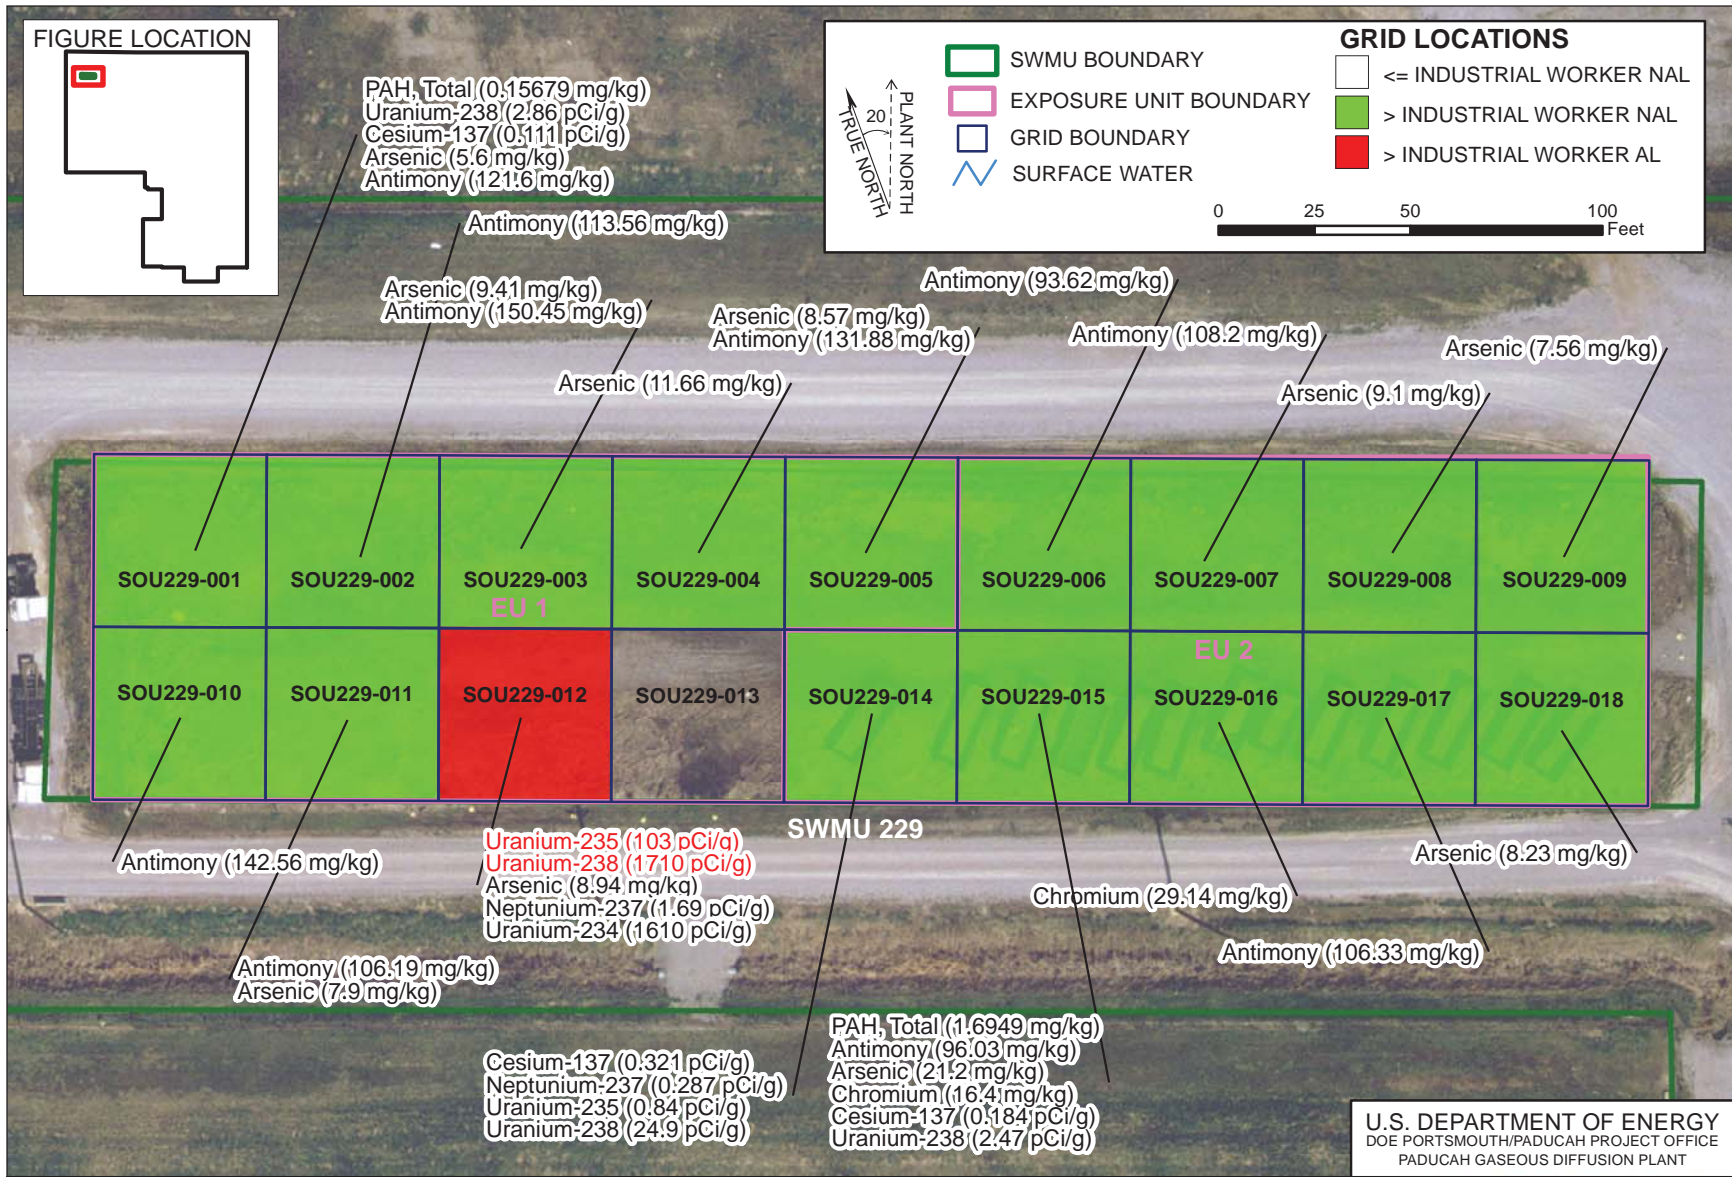 FIGURE LOCATION
PAH, Total (0.15679 mg/kg)
Uranium-238 (2.86 pCi/g)
Cesium-137 (0.111 pCi/g)
Arsenic (5.6 mg/kg)
Antimony (121.6 mg/kg)
Antimony (113.56 mg/kg)
Arsenic (9.41 mg/kg)
Antimony (150.45 mg/kg)
Arsenic (11.66 mg/kg)
Arsenic (8.57 mg/kg)
Antimony (131.88 mg/kg)
Antimony (93.62 mg/kg)
Antimony (108.2 mg/kg)
Arsenic (9.1 mg/kg)
Arsenic (7.56 mg/kg)
TRUE NORTH
20
PLANT NORTH
SWMU BOUNDARY
EXPOSURE UNIT BOUNDARY
GRID BOUNDARY
SURFACE WATER
GRID LOCATIONS
<= INDUSTRIAL WORKER NAL
> INDUSTRIAL WORKER NAL
> INDUSTRIAL WORKER AL
0 25 50 100
Feet
SOU229-001 SOU229-002 SOU229-003 SOU229-004 SOU229-005 SOU229-006 SOU229-007 SOU229-008 SOU229-009
EU 1
EU 2
SOU229-010 SOU229-011 SOU229-012 SOU229-013 SOU229-014 SOU229-015 SOU229-016 SOU229-017 SOU229-018
SWMU 229
Antimony (142.56 mg/kg)
Antimony (106.19 mg/kg)
Arsenic (7.9 mg/kg)
Uranium-235 (103 pCi/g)
Uranium-238 (1710 pCi/g)
Arsenic (8.94 mg/kg)
Neptunium-237 (1.69 pCi/g)
Uranium-234 (1610 pCi/g)
Cesium-137 (0.321 pCi/g)
Neptunium-237 (0.287 pCi/g)
Uranium-235 (0.84 pCi/g)
Uranium-238 (24.9 pCi/g)
PAH, Total (1.6949 mg/kg)
Antimony (96.03 mg/kg)
Arsenic (21.2 mg/kg)
Chromium (16.4 mg/kg)
Cesium-137 (0.184 pCi/g)
Uranium-238 (2.47 pCi/g)
Chromium (29.14 mg/kg)
Antimony (106.33 mg/kg)
Arsenic (8.23 mg/kg)
U.S. DEPARTMENT OF ENERGY
DOE PORTSMOUTH/PADUCAH PROJECT OFFICE
PADUCAH GASEOUS DIFFUSION PLANT